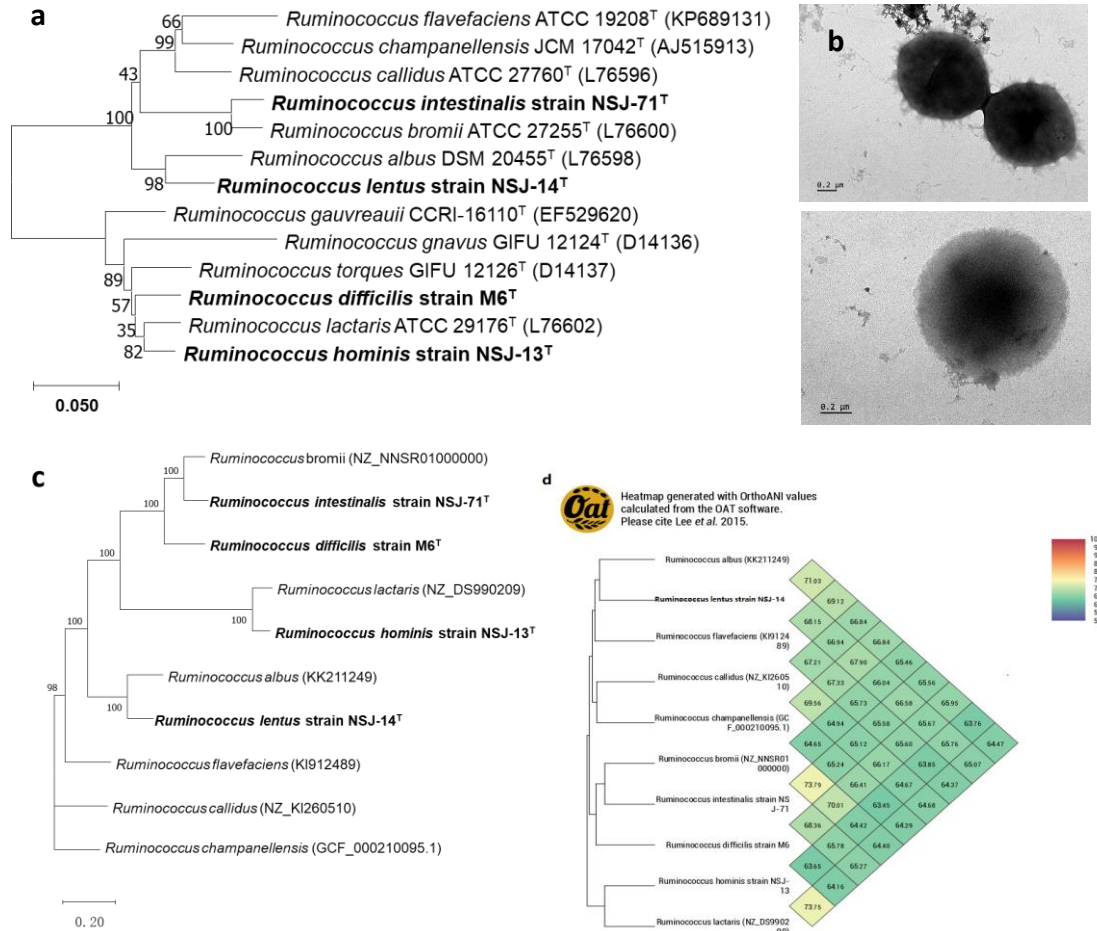 a
66
Ruminococcus flavefaciens ATCC 19208T (KP689131)
99
Ruminococcus champanellensis JCM 17042T (AJ515913)
43
Ruminococcus callidus ATCC 27760T (L76596)
Ruminococcus intestinalis strain NSJ-71T
100
100
Ruminococcus bromii ATCC 27255T (L76600)
Ruminococcus albus DSM 20455T (L76598)
98
Ruminococcus lentus strain NSJ-14T
Ruminococcus gauvreauii CCRI-16110T (EF529620)
Ruminococcus gnavus GIFU 12124T (D14136)
89
Ruminococcus torques GIFU 12126T (D14137)
57
Ruminococcus difficilis strain M6T
35
Ruminococcus lactaris ATCC 29176T (L76602)
82
Ruminococcus hominis strain NSJ-13T
0.050
b
0.2 μm
0.2 μm
c
Ruminococcus bromii (NZ_NNSR01000000)
100
Ruminococcus intestinalis strain NSJ-71T
100
Ruminococcus difficilis strain M6T
100
Ruminococcus lactaris (NZ_DS990209)
100
Ruminococcus hominis strain NSJ-13T
100
Ruminococcus albus (KK211249)
98
100
Ruminococcus lentus strain NSJ-14T
Ruminococcus flavefaciens (KI912489)
Ruminococcus callidus (NZ_KI260510)
Ruminococcus champanellensis (GCF_000210095.1)
0.20
d
Oat
Heatmap generated with OrthoANI values
calculated from the OAT software.
Please cite Lee et al. 2015.
Ruminococcus albus (KK211249)
Ruminococcus lentus strain NSJ-14
Ruminococcus flavefaciens (KI9124
89)
Ruminococcus callidus (NZ_KI2605
10)
Ruminococcus champanellensis (GC
F_000210095.1)
Ruminococcus bromii (NZ_NNSR01
000000)
Ruminococcus intestinalis strain NS
J-71
Ruminococcus difficilis strain M6
Ruminococcus hominis strain NSJ-
13
Ruminococcus lactaris (NZ_DS9902
71.03
69.12
68.15 66.84
66.94 66.84
67.21 67.90 65.46
67.33 66.04 65.56
69.56 65.73 66.58 65.95
64.94 65.58 65.67 63.76
64.65 65.12 65.60 65.76 64.47
65.24 66.17 63.85 65.07
73.79 66.41 64.67 64.37
70.01 63.45 64.68
68.36 64.42 64.29
65.78 64.40
63.65 65.27
64.16
73.75